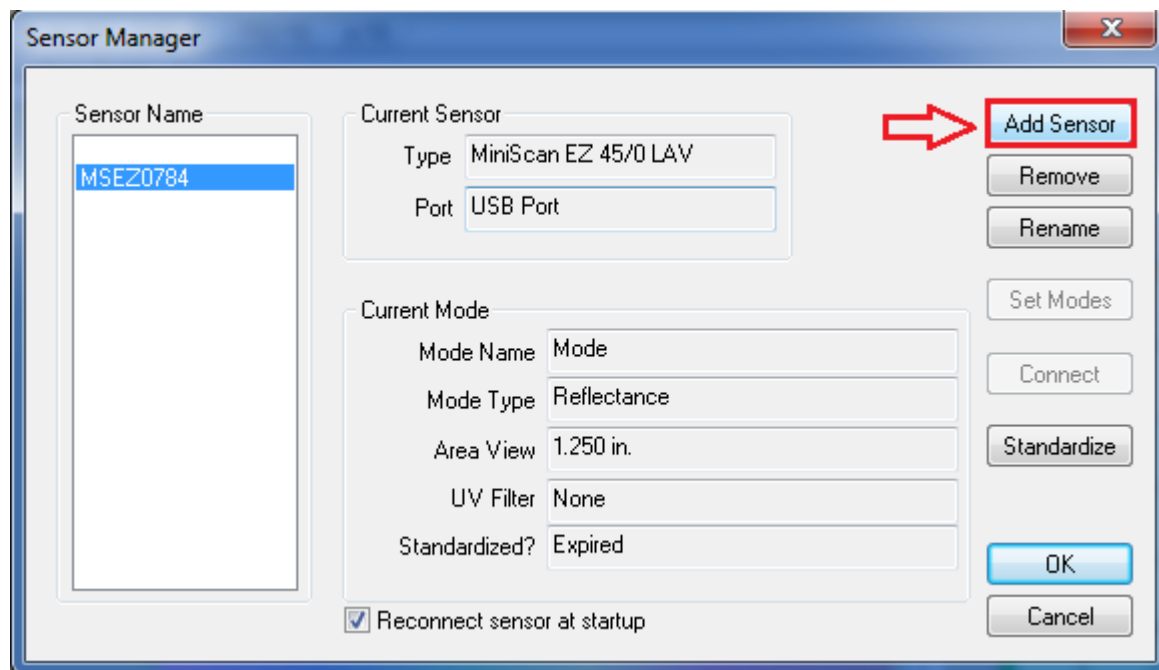 Sensor Manager
x
Sensor Name
MSEZ0784
Current Sensor
Type MiniScan EZ 45/0 LAV
Port USB Port
Current Mode
Mode Name Mode
Mode Type Reflectance
Area View 1.250 in.
UV Filter None
Standardized? Expired
Reconnect sensor at startup
Add Sensor
Remove
Rename
Set Modes
Connect
Standardize
OK
Cancel